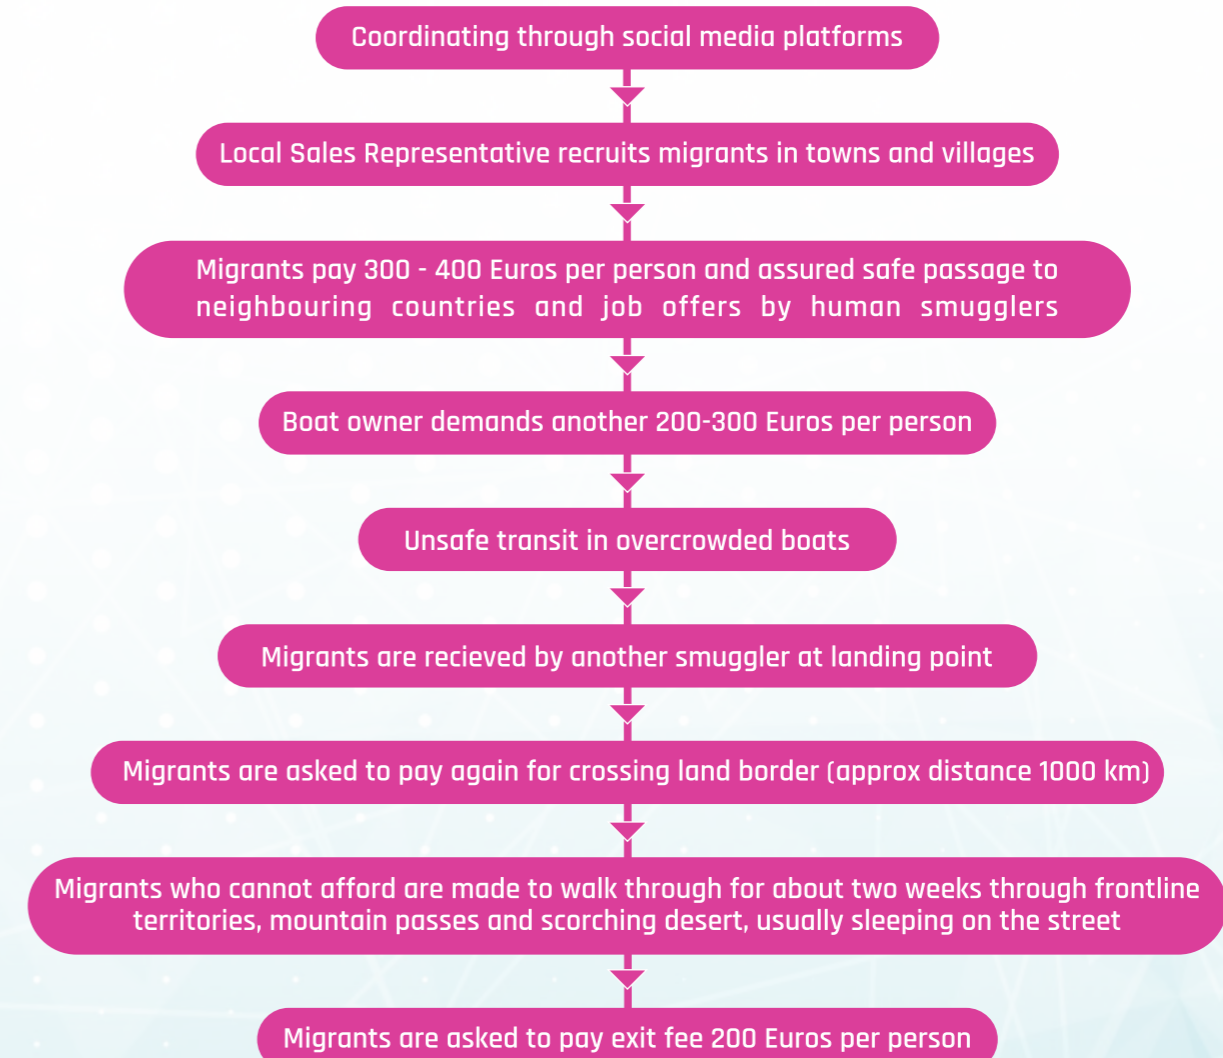 Coordinating through social media platforms
Local Sales Representative recruits migrants in towns and villages
Migrants pay 300 - 400 Euros per person and assured safe passage to
neighbouring countries and job offers by human smugglers
Boat owner demands another 200-300 Euros per person
Unsafe transit in overcrowded boats
Migrants are recieved by another smuggler at landing point
Migrants are asked to pay again for crossing land border (approx distance 1000 km)
Migrants who cannot afford are made to walk through for about two weeks through frontline
territories, mountain passes and scorching desert, usually sleeping on the street
Migrants are asked to pay exit fee 200 Euros per person